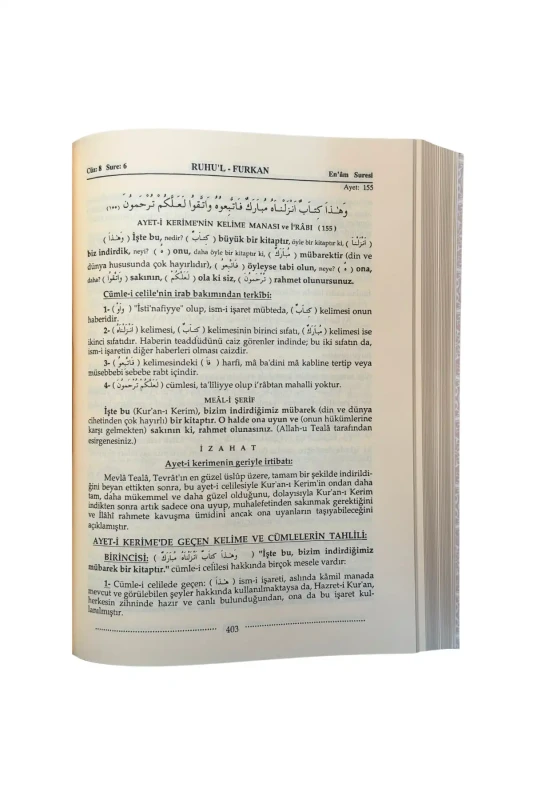 Cüz: 8 Sure: 6 RUHU'L - FURKAN En'âm Suresi
Ayet: 155
وَهٰذَا كِتَابٌ اَنْزَلْنَاهُ مُبَارَكٌ فَاتَّبِعُوهُ وَاتَّقُوا لَعَلَّكُمْ تُرْحَمُونَ (١٥٥)
AYET-İ KERİME'NİN KELİME MANASI ve İ'RÂBI (155)
(وَهٰذَا) İşte bu, nedir? (كِتَابٌ) büyük bir kitaptır, öyle bir kitaptır ki, (اَنْزَلْنَا)
biz indirdik, neyi? (هُ) onu, daha öyle bir kitaptır ki, (مُبَارَكٌ) mübarektir (din ve
dünya hususunda çok hayırlıdır), (فَاتَّبِعُو) öyleyse tabi olun, neye? (هُ) ona,
daha? (وَاتَّقُوا) sakının, (لَعَلَّكُمْ) ola ki siz, (تُرْحَمُونَ) rahmet olunursunuz.
Cümle-i celile'nin irab bakımından terkîbi:
1- (وَاوْ) "İsti'nafiyye" olup, ism-i işaret mübteda, (كِتَابٌ) kelimesi onun
haberidir.
2- (اَنْزَلْنَاهُ) kelimesi, (كِتَابٌ) kelimesinin birinci sıfatı, (مُبَارَكٌ) kelimesi ise
ikinci sıfatıdır. Haberin teaddüdünü caiz görenler indinde; bu iki sıfatın da,
ism-i işaretin diğer haberleri olması caizdir.
3- (فَاتَّبِعُو) kelimesindeki (فَا) harfi, mâ ba'dini mâ kabline tertip veya
müsebbebi sebebe rabt içindir.
4- (لَعَلَّكُمْ تُرْحَمُونَ) cümlesi, ta'lîliyye olup i'râbtan mahalli yoktur.
MEÂL-İ ŞERİF
İşte bu (Kur'an-ı Kerim), bizim indirdiğimiz mübarek (din ve dünya
cihetinden çok hayırlı) bir kitaptır. O halde ona uyun ve (onun hükümlerine
karşı gelmekten) sakının ki, rahmet olunasınız. (Allah-u Tealâ tarafından
esirgenesiniz.)
İ Z A H A T
Ayet-i kerimenin geriyle irtibatı:
Mevlâ Tealâ, Tevrât'ın en güzel üslûp üzere, tamam bir şekilde indirildi-
ğini beyan ettikten sonra, bu ayet-i celilesiyle Kur'an-ı Kerim'in ondan daha
tam, daha mükemmel ve daha güzel olduğunu, dolayısıyla Kur'an-ı Kerim
indikten sonra artık sadece ona uyup, muhalefetinden sakınmak gerektiğini
ve İlâhî rahmete kavuşma ümidini ancak ona uyanların taşıyabileceğini
açıklamıştır.
AYET-İ KERİME'DE GEÇEN KELİME VE CÜMLELERİN TAHLİLİ:
BİRİNCİSİ: (وَهٰذَا كِتَابٌ اَنْزَلْنَاهُ مُبَارَكٌ) "İşte bu, bizim indirdiğimiz
mübarek bir kitaptır." cümle-i celilesi hakkında birçok mesele vardır:
1- Cümle-i celilede geçen: (هٰذَا) ism-i işareti, aslında kâmil manada
mevcut ve görülebilen şeyler hakkında kullanılmaktaysa da, Hazret-i Kur'an,
herkesin zihninde hazır ve canlı bulunduğundan, ona da bu işaret kul-
lanılmıştır.
403